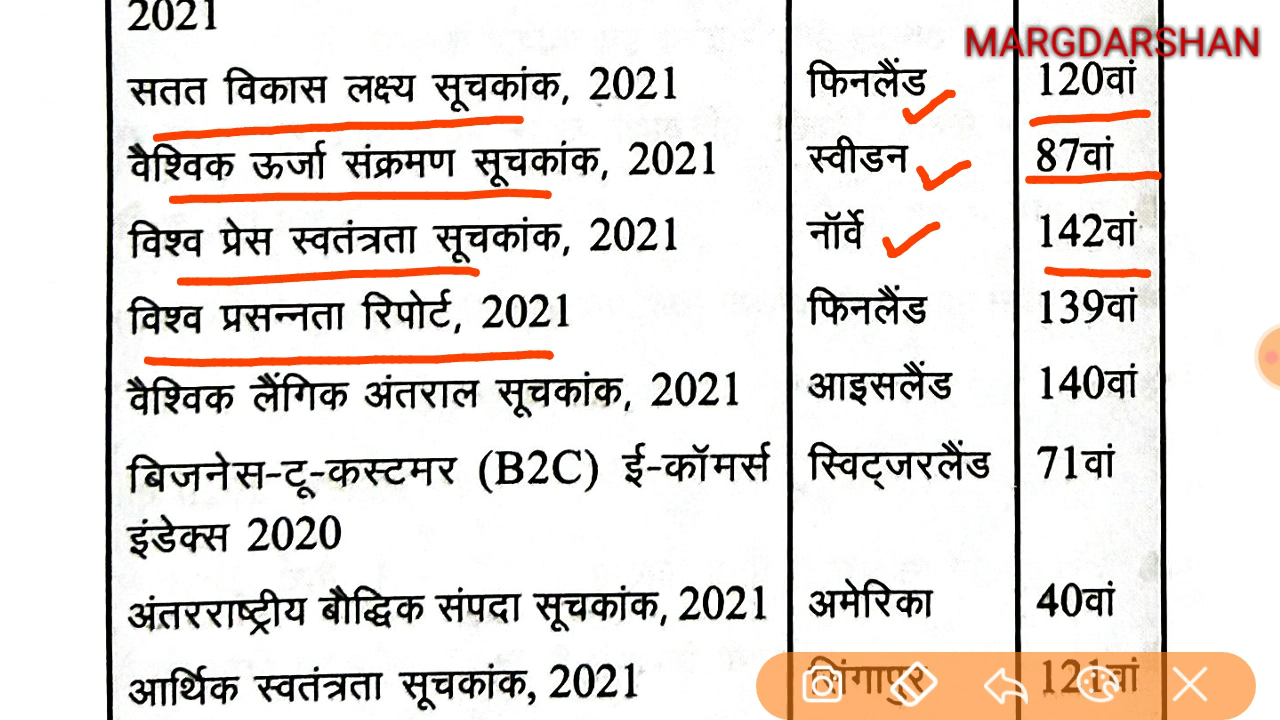 2021
MARGDARSHAN
सतत विकास लक्ष्य सूचकांक, 2021 फिनलैंड 120वां
वैश्विक ऊर्जा संक्रमण सूचकांक, 2021 स्वीडन 87वां
विश्व प्रेस स्वतंत्रता सूचकांक, 2021 नॉर्वे 142वां
विश्व प्रसन्नता रिपोर्ट, 2021 फिनलैंड 139वां
वैश्विक लैंगिक अंतराल सूचकांक, 2021 आइसलैंड 140वां
बिजनेस-टू-कस्टमर (B2C) ई-कॉमर्स स्विट्जरलैंड 71वां
इंडेक्स 2020
अंतरराष्ट्रीय बौद्धिक संपदा सूचकांक, 2021 अमेरिका 40वां
आर्थिक स्वतंत्रता सूचकांक, 2021 सिंगापुर 121वां